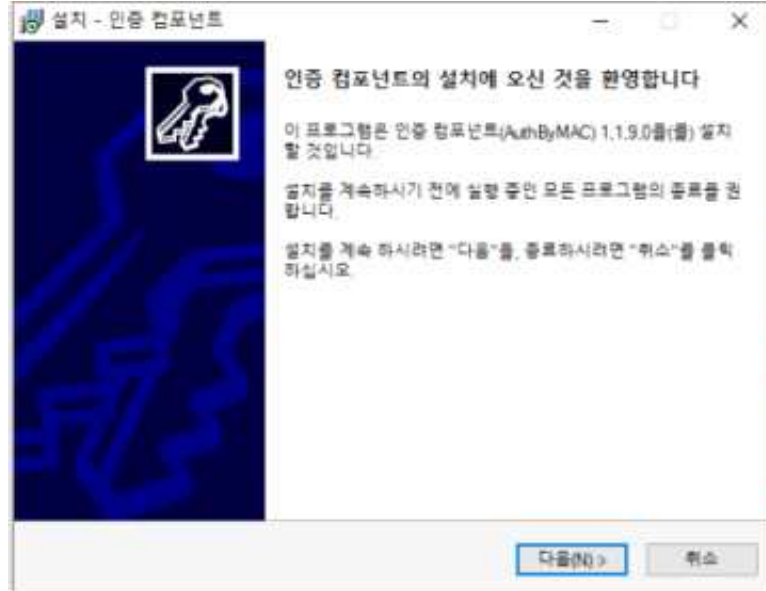 설치 - 인증 컴포넌트
인증 컴포넌트의 설치에 오신 것을 환영합니다
이 프로그램은 인증 컴포넌트(AuthByMAC) 1,1,9,0을(를) 설치
할 것입니다.
설치를 계속하시기 전에 실행 중인 모든 프로그램의 종료를 권
합니다.
설치를 계속 하시려면 "다음"을, 종료하시려면 "취소"를 클릭
하십시오.
다음(N) >
취소